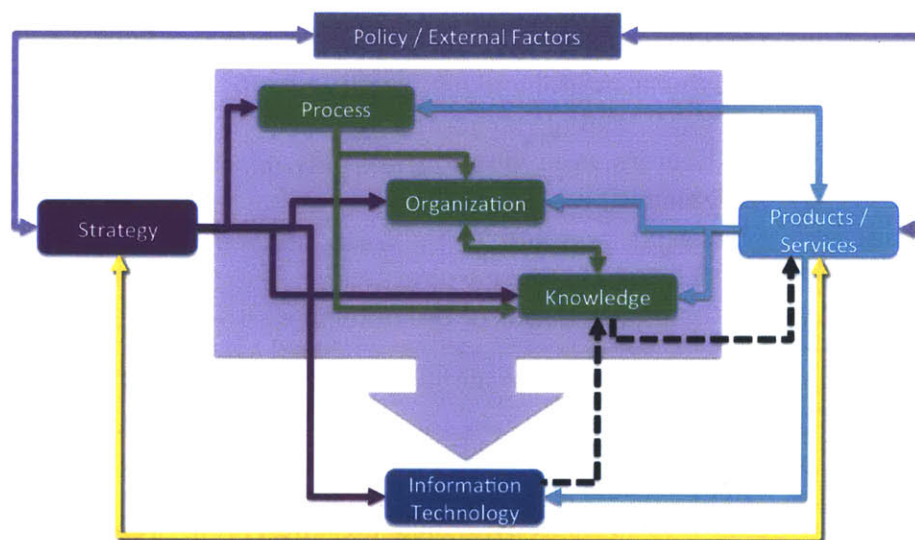 Policy / External Factors
Process
Organization
Strategy
Products /
Services
Knowledge
Information
Technology